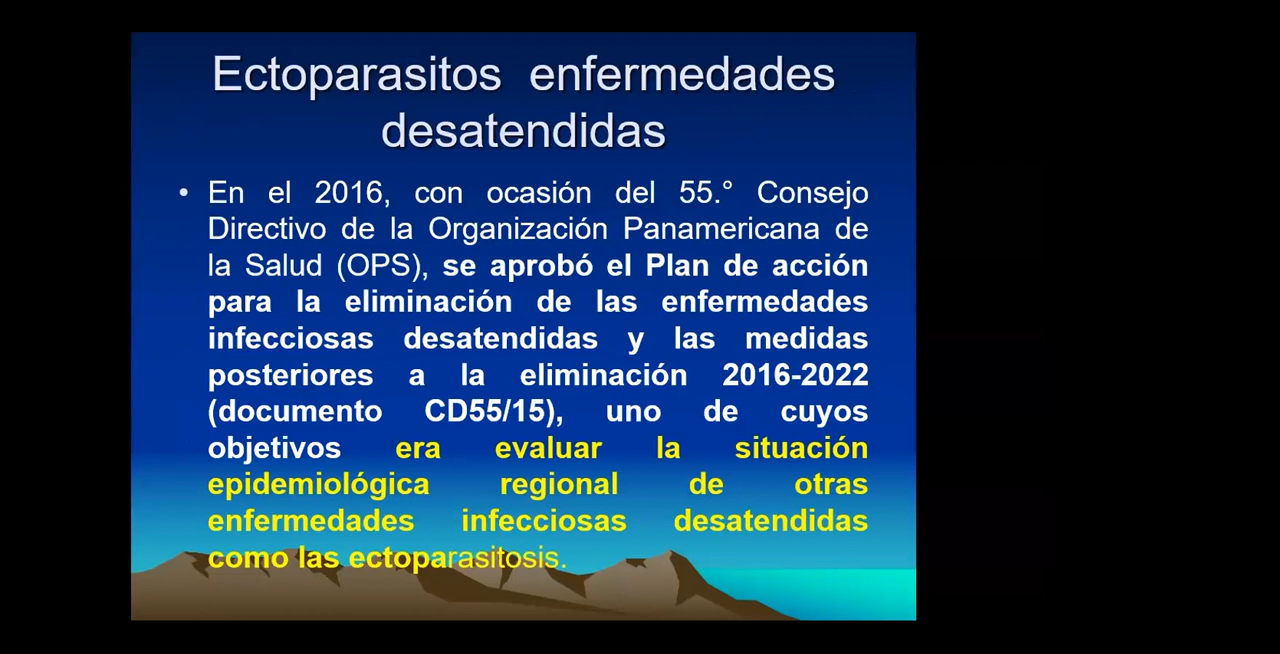 Ectoparasitos enfermedades
desatendidas
• En el 2016, con ocasión del 55.° Consejo
Directivo de la Organización Panamericana de
la Salud (OPS), se aprobó el Plan de acción
para la eliminación de las enfermedades
infecciosas desatendidas y las medidas
posteriores a la eliminación 2016-2022
(documento CD55/15), uno de cuyos
objetivos era evaluar la situación
epidemiológica regional de otras
enfermedades infecciosas desatendidas
como las ectoparasitosis.